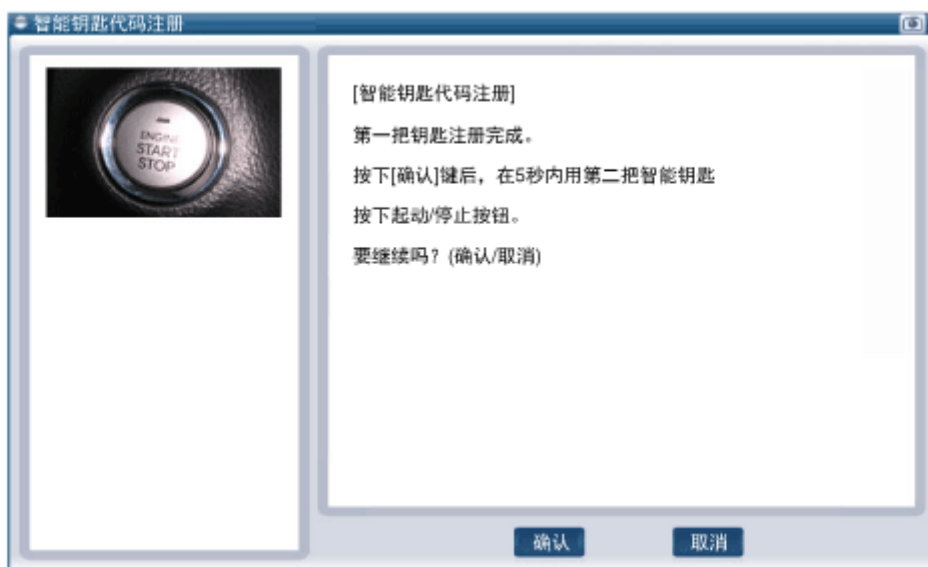 智能钥匙代码注册
ENGINE
START
STOP
[智能钥匙代码注册]
第一把钥匙注册完成。
按下[确认]键后，在5秒内用第二把智能钥匙
按下起动/停止按钮。
要继续吗？(确认/取消)
确认
取消